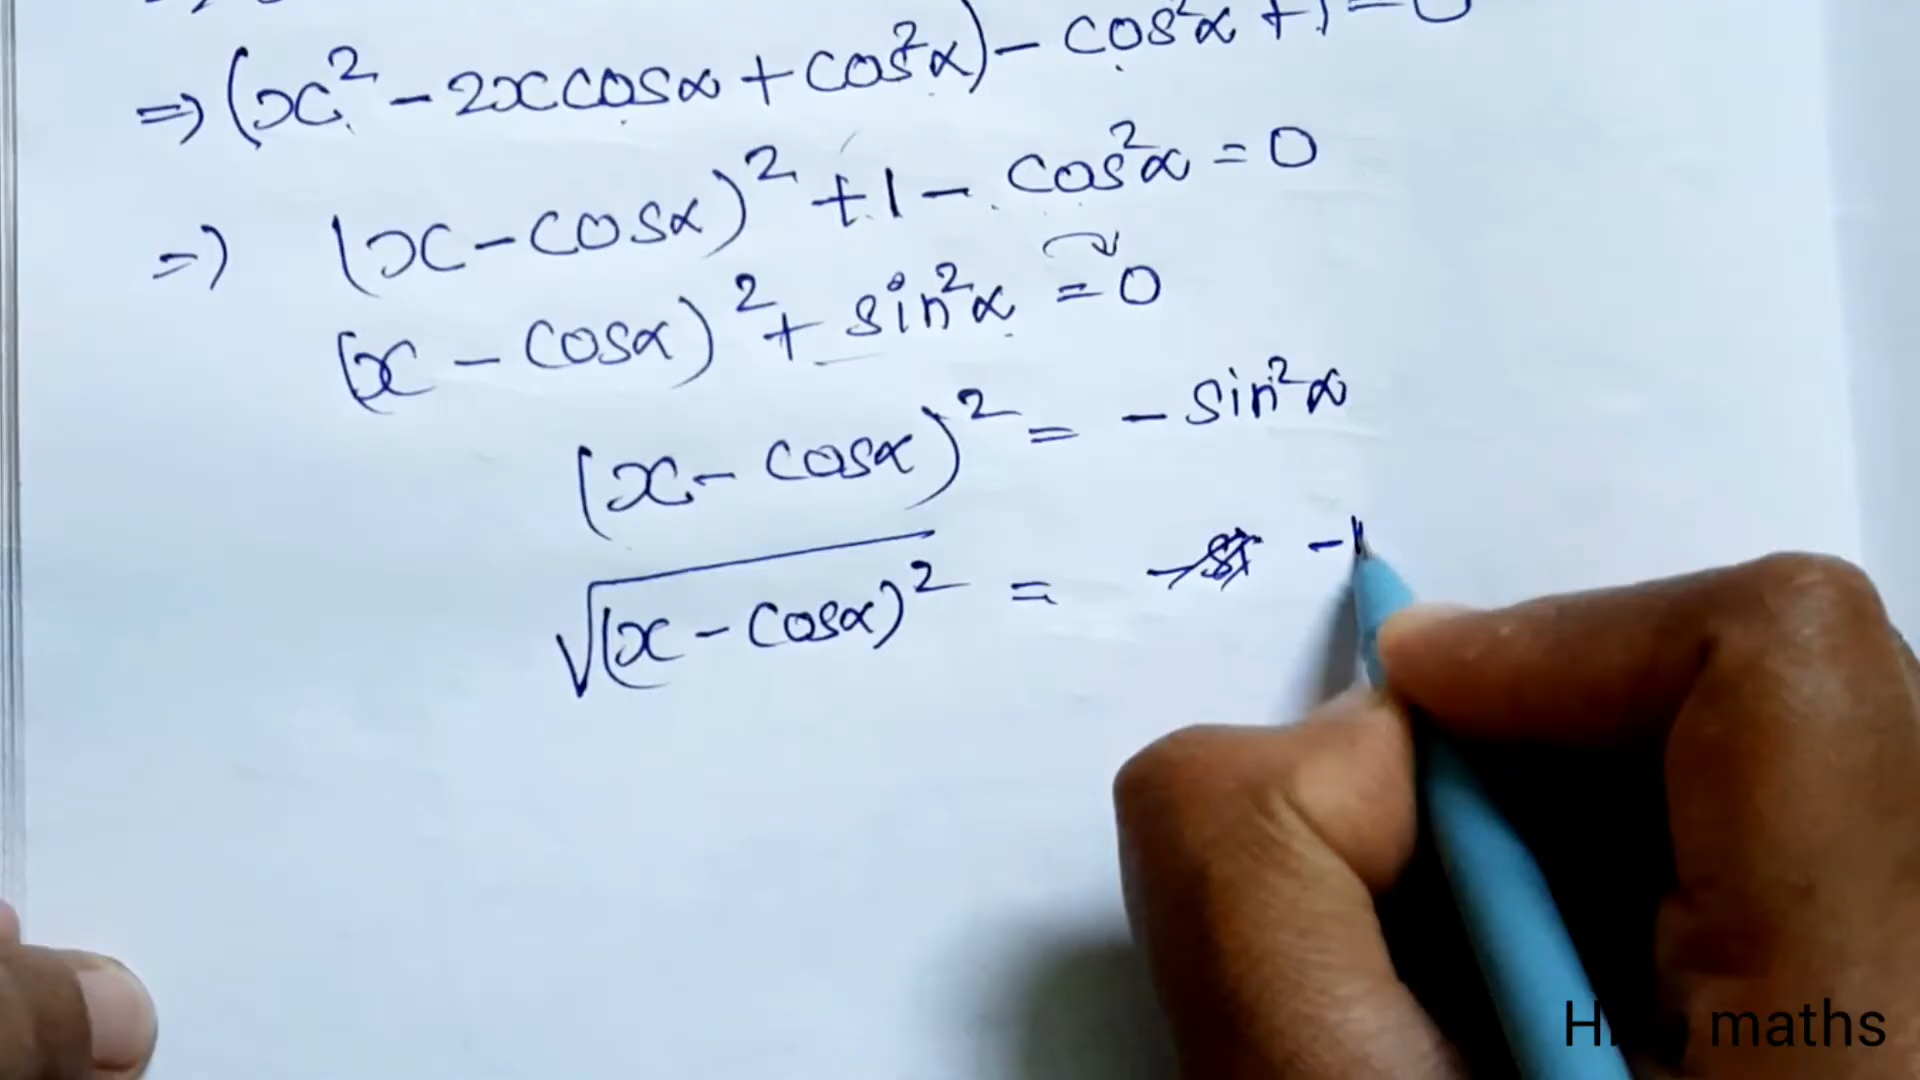 ⇒ (x² - 2x cosα + cos²α) - cos²α + 1 = 0
⇒ (x - cosα)² + 1 - cos²α = 0
(x - cosα)² + sin²α = 0
(x - cosα)² = - sin²α
√(x - cosα)² = -
maths